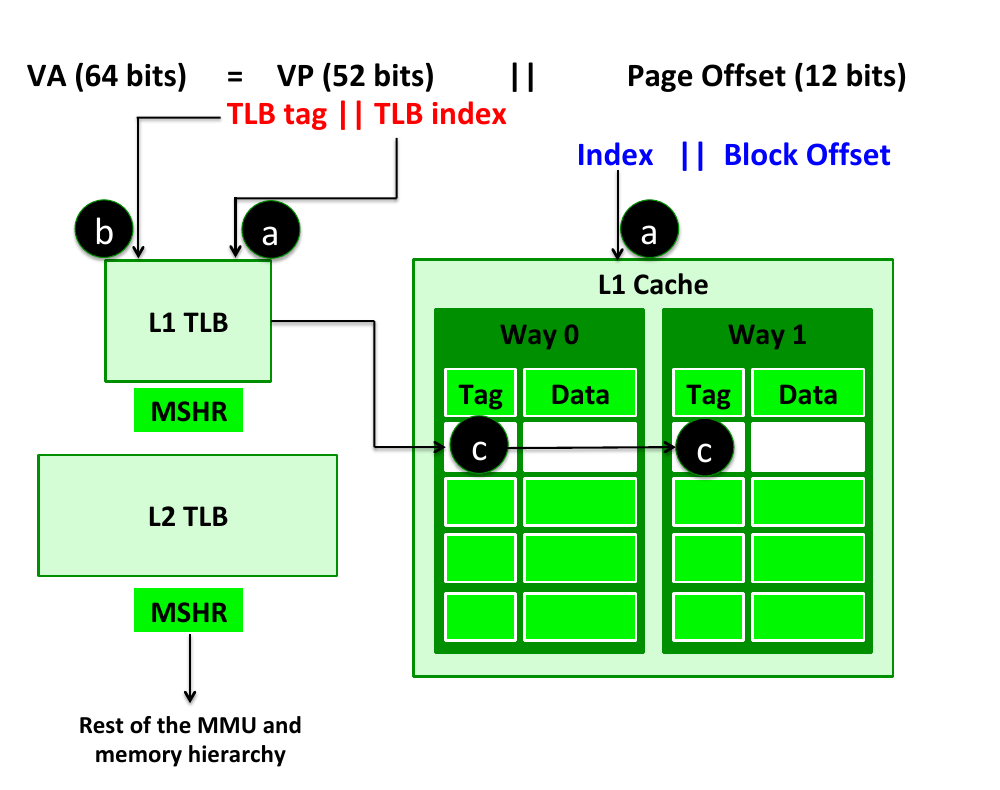 VA (64 bits) = VP (52 bits) || Page Offset (12 bits)
TLB tag || TLB index
Index || Block Offset
b
a
a
L1 Cache
L1 TLB
Way 0
Way 1
Tag
Data
Tag
Data
MSHR
c
c
L2 TLB
MSHR
Rest of the MMU and
memory hierarchy